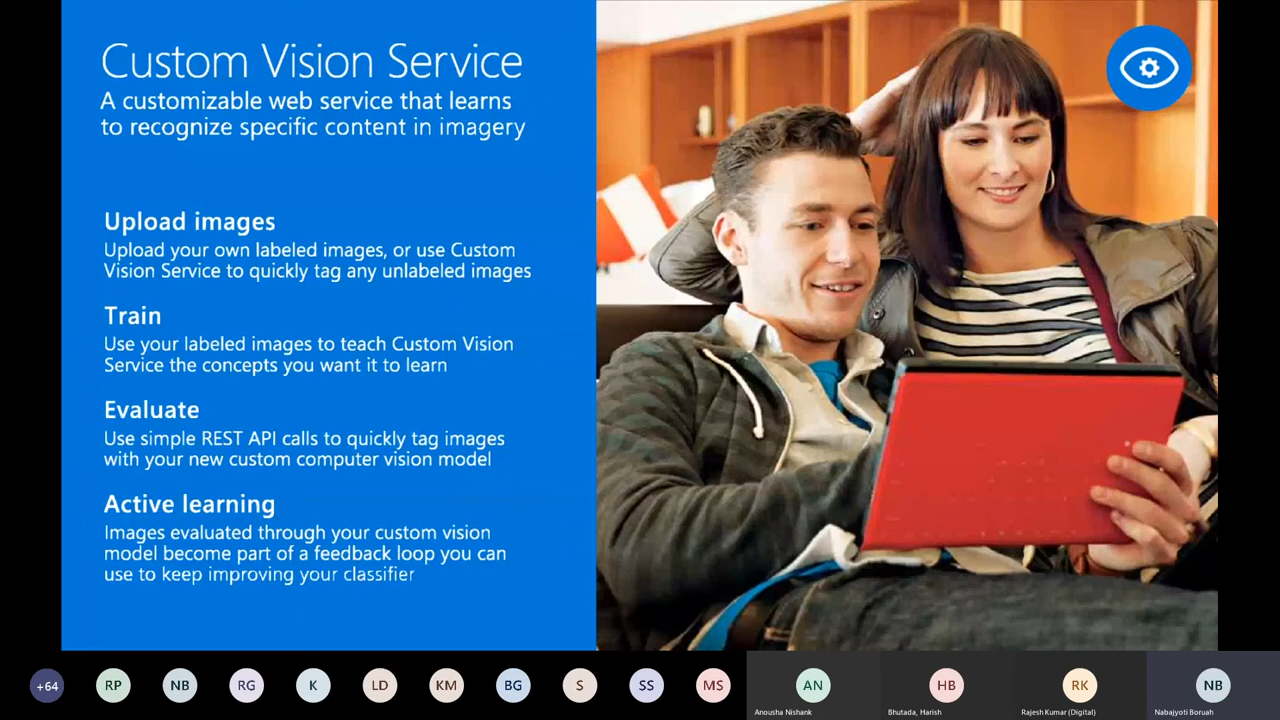 Custom Vision Service
A customizable web service that learns
to recognize specific content in imagery
Upload images
Upload your own labeled images, or use Custom
Vision Service to quickly tag any unlabeled images
Train
Use your labeled images to teach Custom Vision
Service the concepts you want it to learn
Evaluate
Use simple REST API calls to quickly tag images
with your new custom computer vision model
Active learning
Images evaluated through your custom vision
model become part of a feedback loop you can
use to keep improving your classifier
+64 RP NB RG K LD KM BG S SS MS AN HB RK NB
Anousha Nishank Bhutada, Harish Rajesh Kumar (Digital) Nabajyoti Boruah